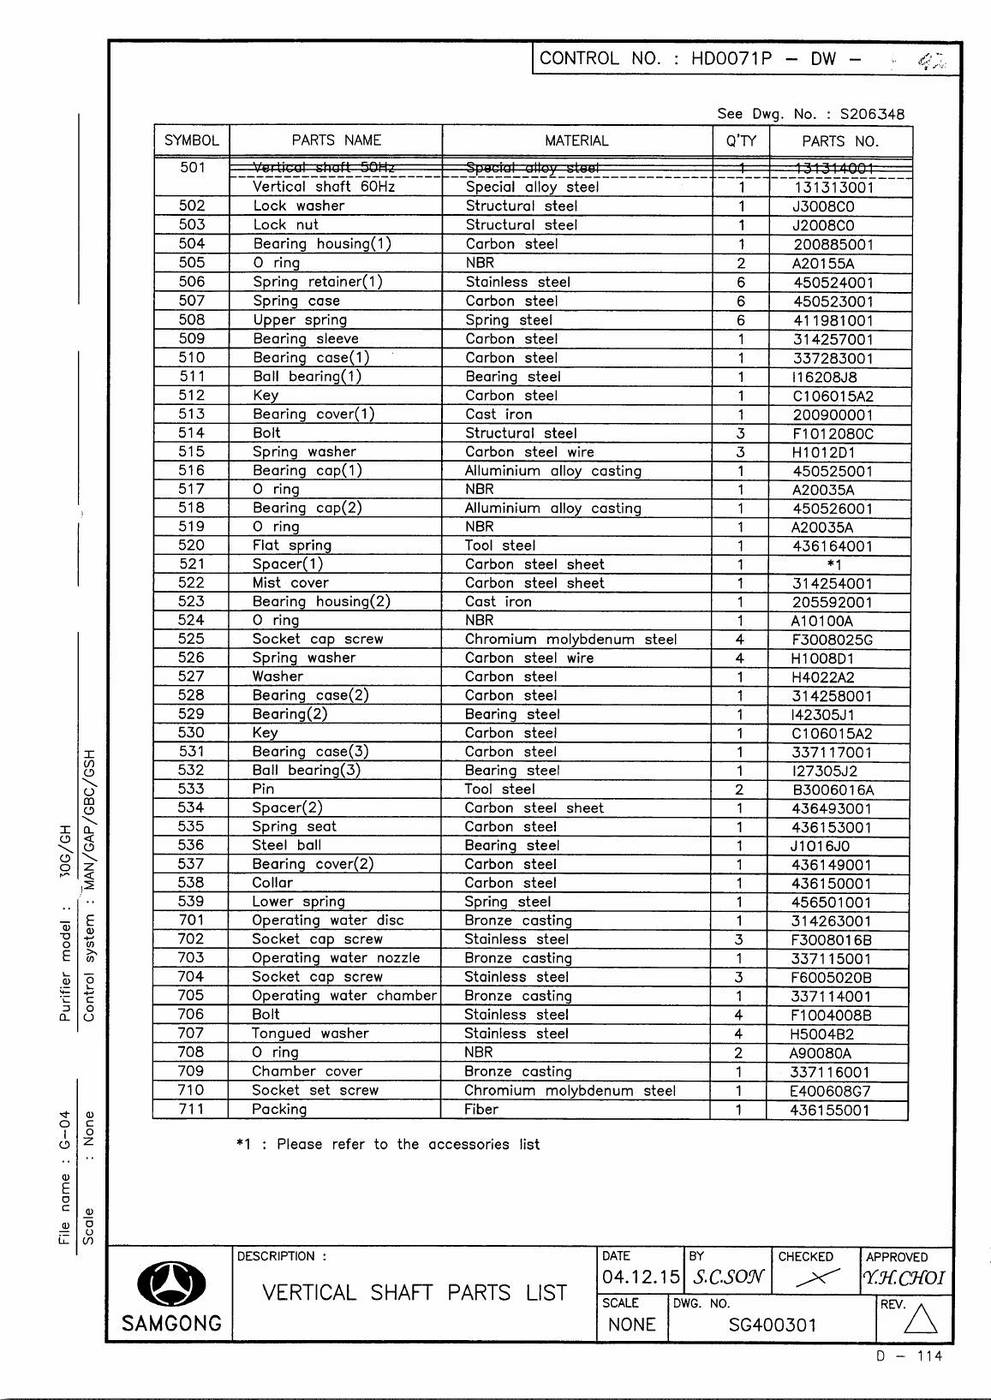 CONTROL NO. : HD0071P - DW -
See Dwg. No. : S206348
SYMBOL PARTS NAME MATERIAL Q'TY PARTS NO.
501 Vertical shaft 50Hz Special alloy steel 1 131314001
Vertical shaft 60Hz Special alloy steel 1 131313001
502 Lock washer Structural steel 1 J3008C0
503 Lock nut Structural steel 1 J2008C0
504 Bearing housing(1) Carbon steel 1 200885001
505 O ring NBR 2 A20155A
506 Spring retainer(1) Stainless steel 6 450524001
507 Spring case Carbon steel 6 450523001
508 Upper spring Spring steel 6 411981001
509 Bearing sleeve Carbon steel 1 314257001
510 Bearing case(1) Carbon steel 1 337283001
511 Ball bearing(1) Bearing steel 1 I16208J8
512 Key Carbon steel 1 C106015A2
513 Bearing cover(1) Cast iron 1 200900001
514 Bolt Structural steel 3 F1012080C
515 Spring washer Carbon steel wire 3 H1012D1
516 Bearing cap(1) Alluminium alloy casting 1 450525001
517 O ring NBR 1 A20035A
518 Bearing cap(2) Alluminium alloy casting 1 450526001
519 O ring NBR 1 A20035A
520 Flat spring Tool steel 1 436164001
521 Spacer(1) Carbon steel sheet 1 *1
522 Mist cover Carbon steel sheet 1 314254001
523 Bearing housing(2) Cast iron 1 205592001
524 O ring NBR 1 A10100A
525 Socket cap screw Chromium molybdenum steel 4 F3008025G
526 Spring washer Carbon steel wire 4 H1008D1
527 Washer Carbon steel 1 H4022A2
528 Bearing case(2) Carbon steel 1 314258001
529 Bearing(2) Bearing steel 1 I42305J1
530 Key Carbon steel 1 C106015A2
531 Bearing case(3) Carbon steel 1 337117001
532 Ball bearing(3) Bearing steel 1 I27305J2
533 Pin Tool steel 2 B3006016A
534 Spacer(2) Carbon steel sheet 1 436493001
535 Spring seat Carbon steel 1 436153001
536 Steel ball Bearing steel 1 J1016J0
537 Bearing cover(2) Carbon steel 1 436149001
538 Collar Carbon steel 1 436150001
539 Lower spring Spring steel 1 456501001
701 Operating water disc Bronze casting 1 314263001
702 Socket cap screw Stainless steel 3 F3008016B
703 Operating water nozzle Bronze casting 1 337115001
704 Socket cap screw Stainless steel 3 F6005020B
705 Operating water chamber Bronze casting 1 337114001
706 Bolt Stainless steel 4 F1004008B
707 Tongued washer Stainless steel 4 H5004B2
708 O ring NBR 2 A90080A
709 Chamber cover Bronze casting 1 337116001
710 Socket set screw Chromium molybdenum steel 1 E400608G7
711 Packing Fiber 1 436155001
*1 : Please refer to the accessories list
File name : G-04 Purifier model : 30G/GH
Scale : None Control system : MAN/GAP/GBC/GSH
SAMGONG
DESCRIPTION :
VERTICAL SHAFT PARTS LIST
DATE BY CHECKED APPROVED
04.12.15 S.C.SON Y.H.CHOI
SCALE DWG. NO. REV.
NONE SG400301
D - 114